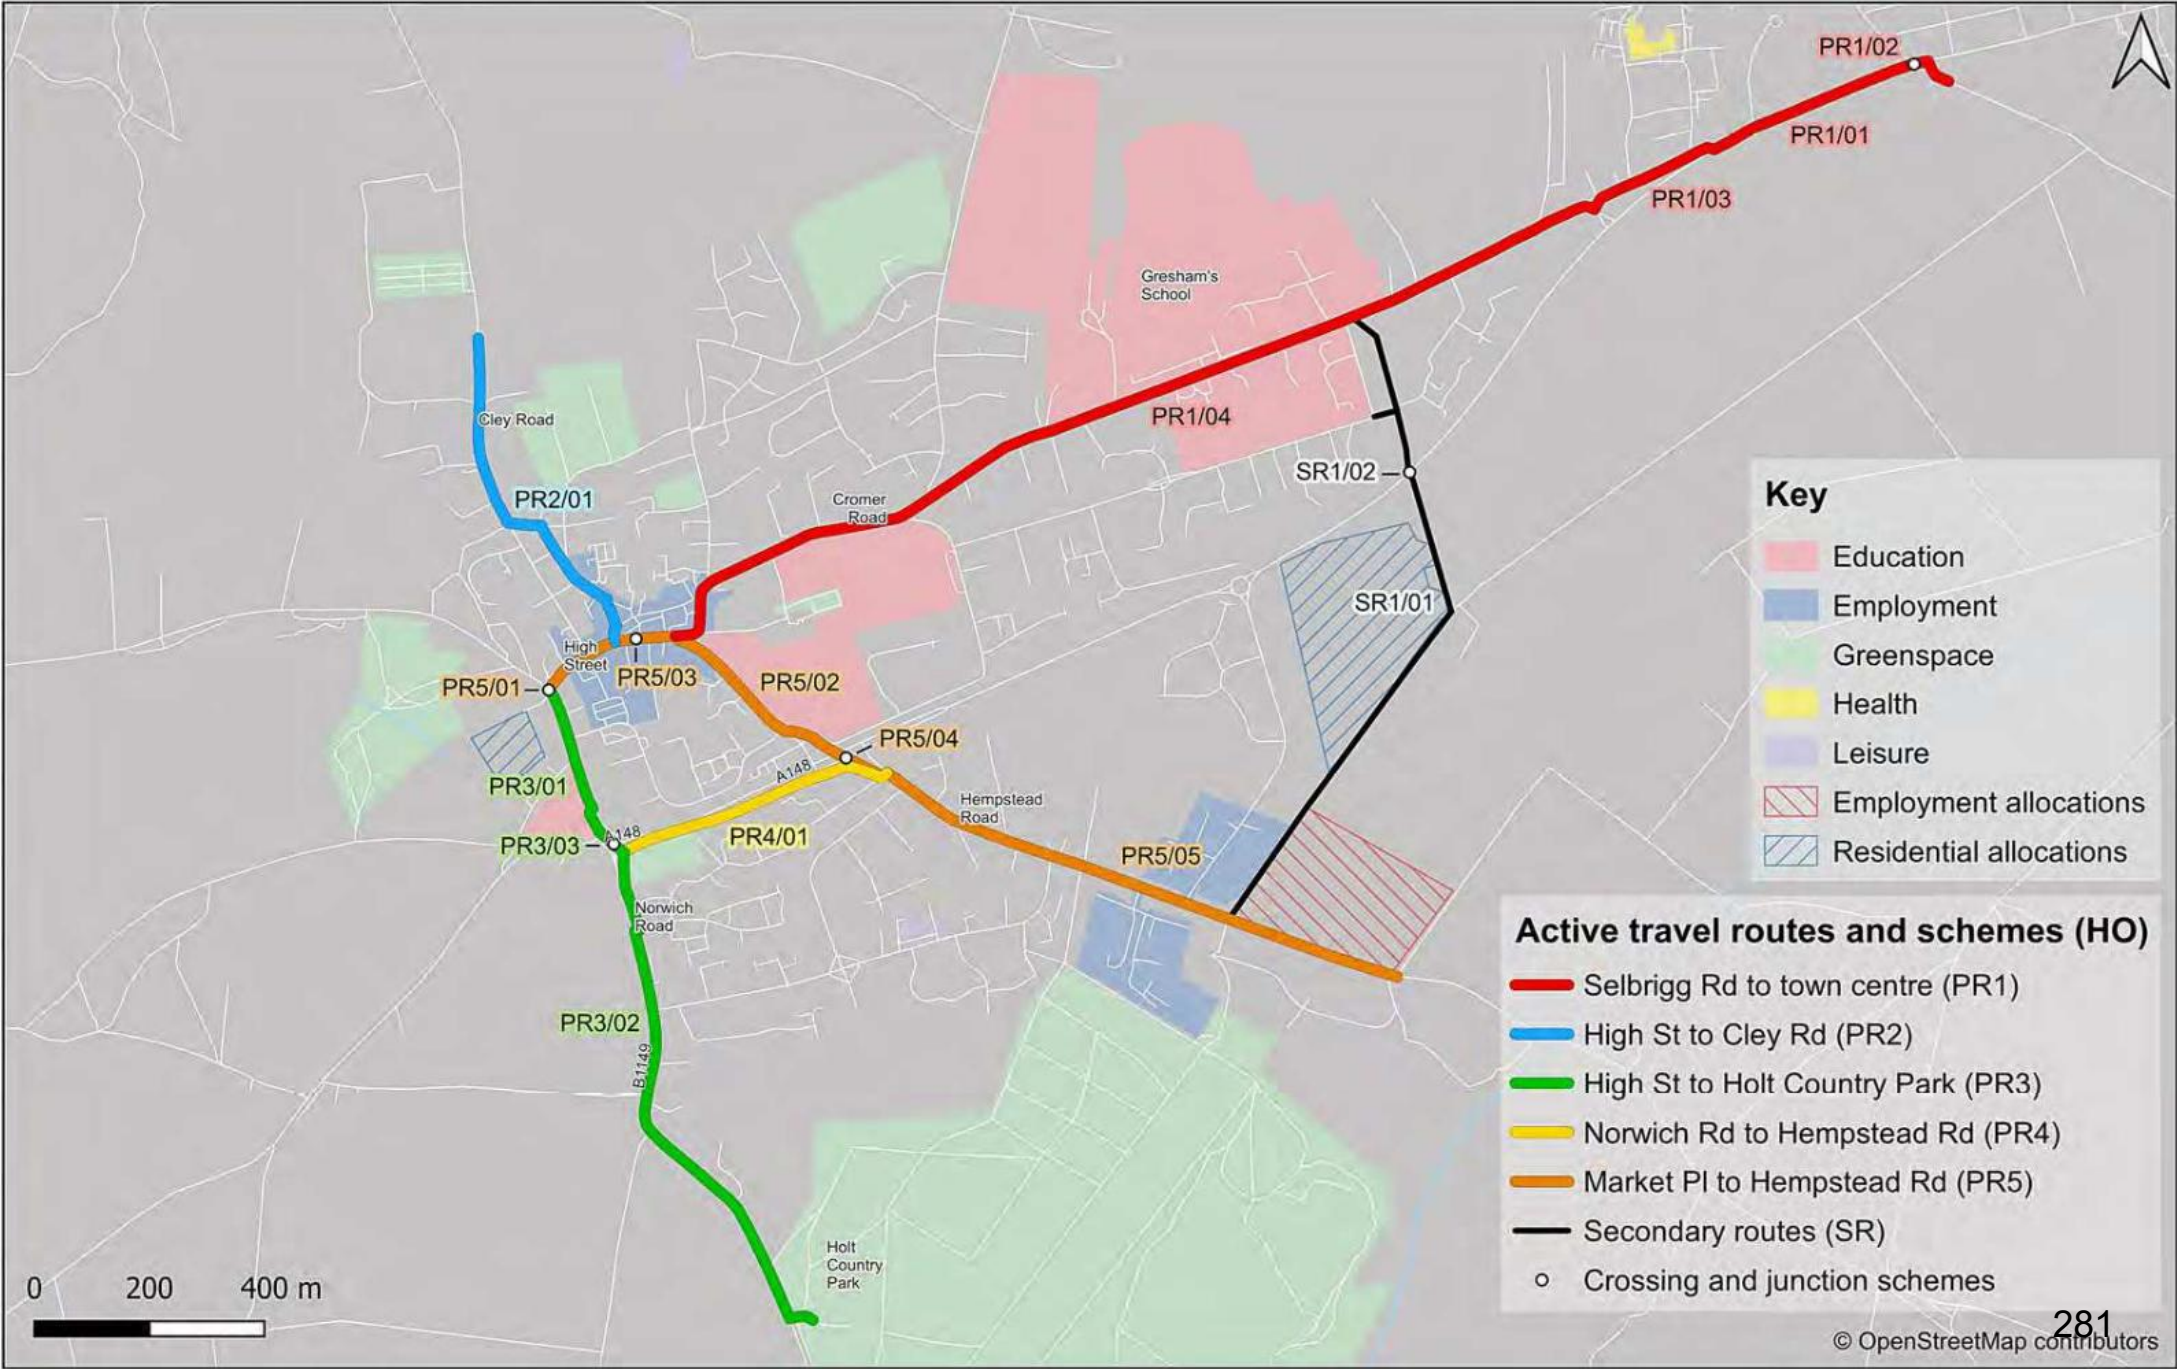 PR1/02
PR1/01
PR1/03
Gresham's
School
PR1/04
Cley Road
SR1/02
PR2/01
Cromer
Road
SR1/01
High
Street
PR5/03
PR5/02
PR5/01
PR5/04
A148
PR3/01
Hempstead
Road
A148
PR4/01
PR3/03
PR5/05
Norwich
Road
PR3/02
B1149
Holt
Country
Park
Key
Education
Employment
Greenspace
Health
Leisure
Employment allocations
Residential allocations
Active travel routes and schemes (HO)
Selbrigg Rd to town centre (PR1)
High St to Cley Rd (PR2)
High St to Holt Country Park (PR3)
Norwich Rd to Hempstead Rd (PR4)
Market Pl to Hempstead Rd (PR5)
Secondary routes (SR)
Crossing and junction schemes
0 200 400 m
281
© OpenStreetMap contributors